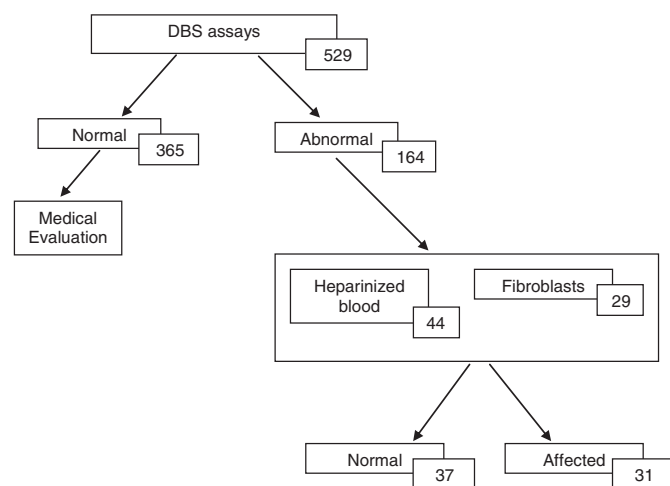 DBS assays
529
Normal
365
Abnormal
164
Medical
Evaluation
Heparinized
blood
44
Fibroblasts
29
Normal
37
Affected
31